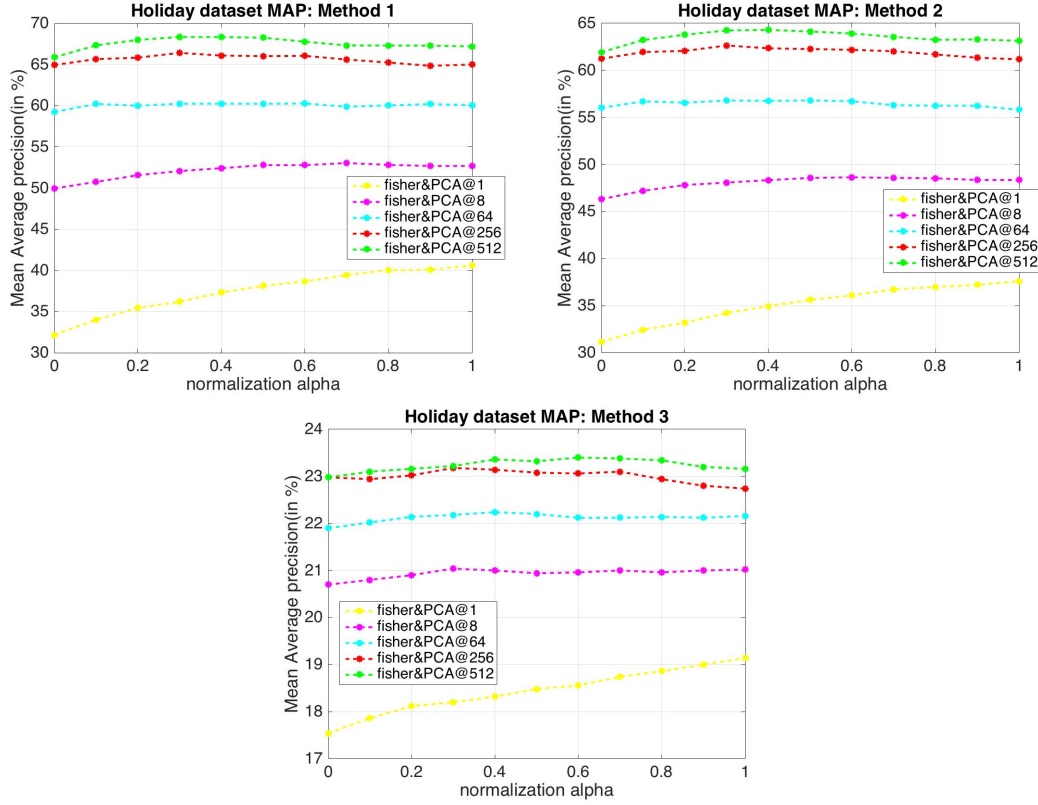 Holiday dataset MAP: Method 1
Mean Average precision(in %)
70
65
60
55
50
45
40
35
30
0 0.2 0.4 0.6 0.8 1
normalization alpha
fisher&PCA@1
fisher&PCA@8
fisher&PCA@64
fisher&PCA@256
fisher&PCA@512
Holiday dataset MAP: Method 2
Mean Average precision(in %)
65
60
55
50
45
40
35
30
0 0.2 0.4 0.6 0.8 1
normalization alpha
fisher&PCA@1
fisher&PCA@8
fisher&PCA@64
fisher&PCA@256
fisher&PCA@512
Holiday dataset MAP: Method 3
Mean Average precision(in %)
24
23
22
21
20
19
18
17
0 0.2 0.4 0.6 0.8 1
normalization alpha
fisher&PCA@1
fisher&PCA@8
fisher&PCA@64
fisher&PCA@256
fisher&PCA@512